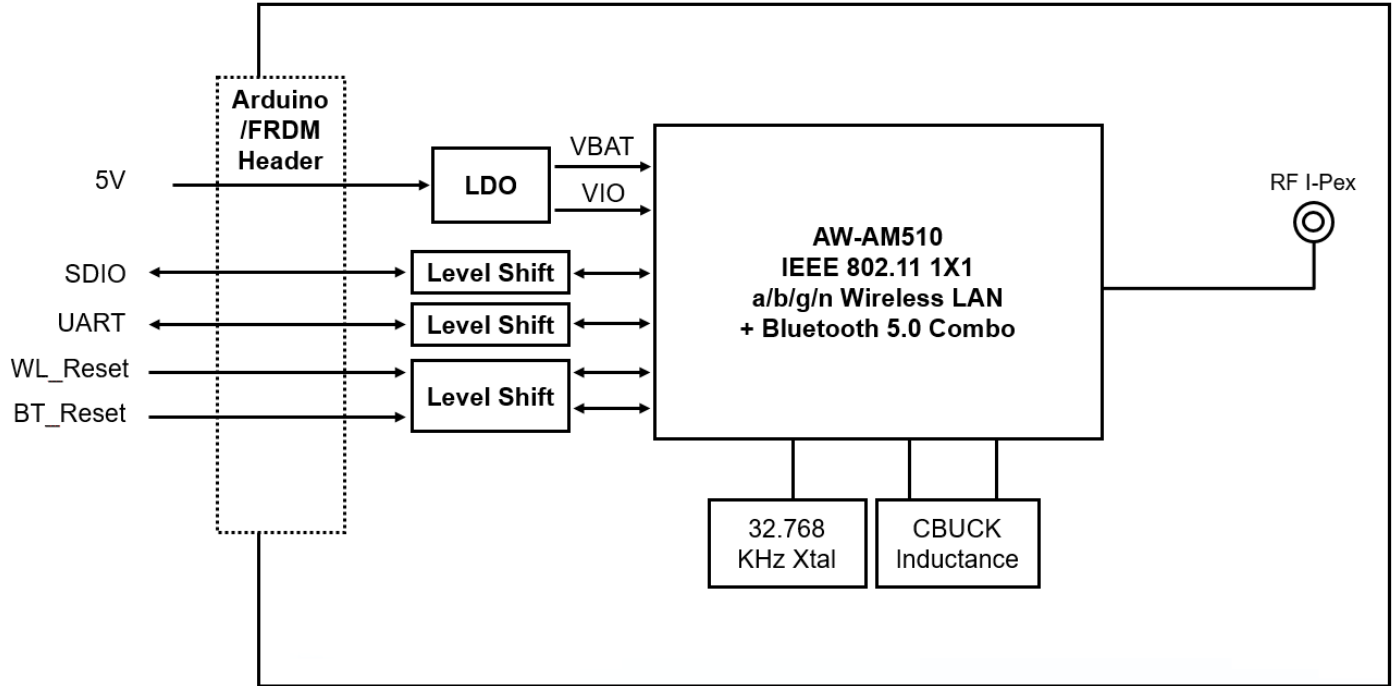 Arduino
/FRDM
Header
5V
SDIO
UART
WL_Reset
BT_Reset
LDO
VBAT
VIO
Level Shift
Level Shift
Level Shift
AW-AM510
IEEE 802.11 1X1
a/b/g/n Wireless LAN
+ Bluetooth 5.0 Combo
RF I-Pex
32.768
KHz Xtal
CBUCK
Inductance